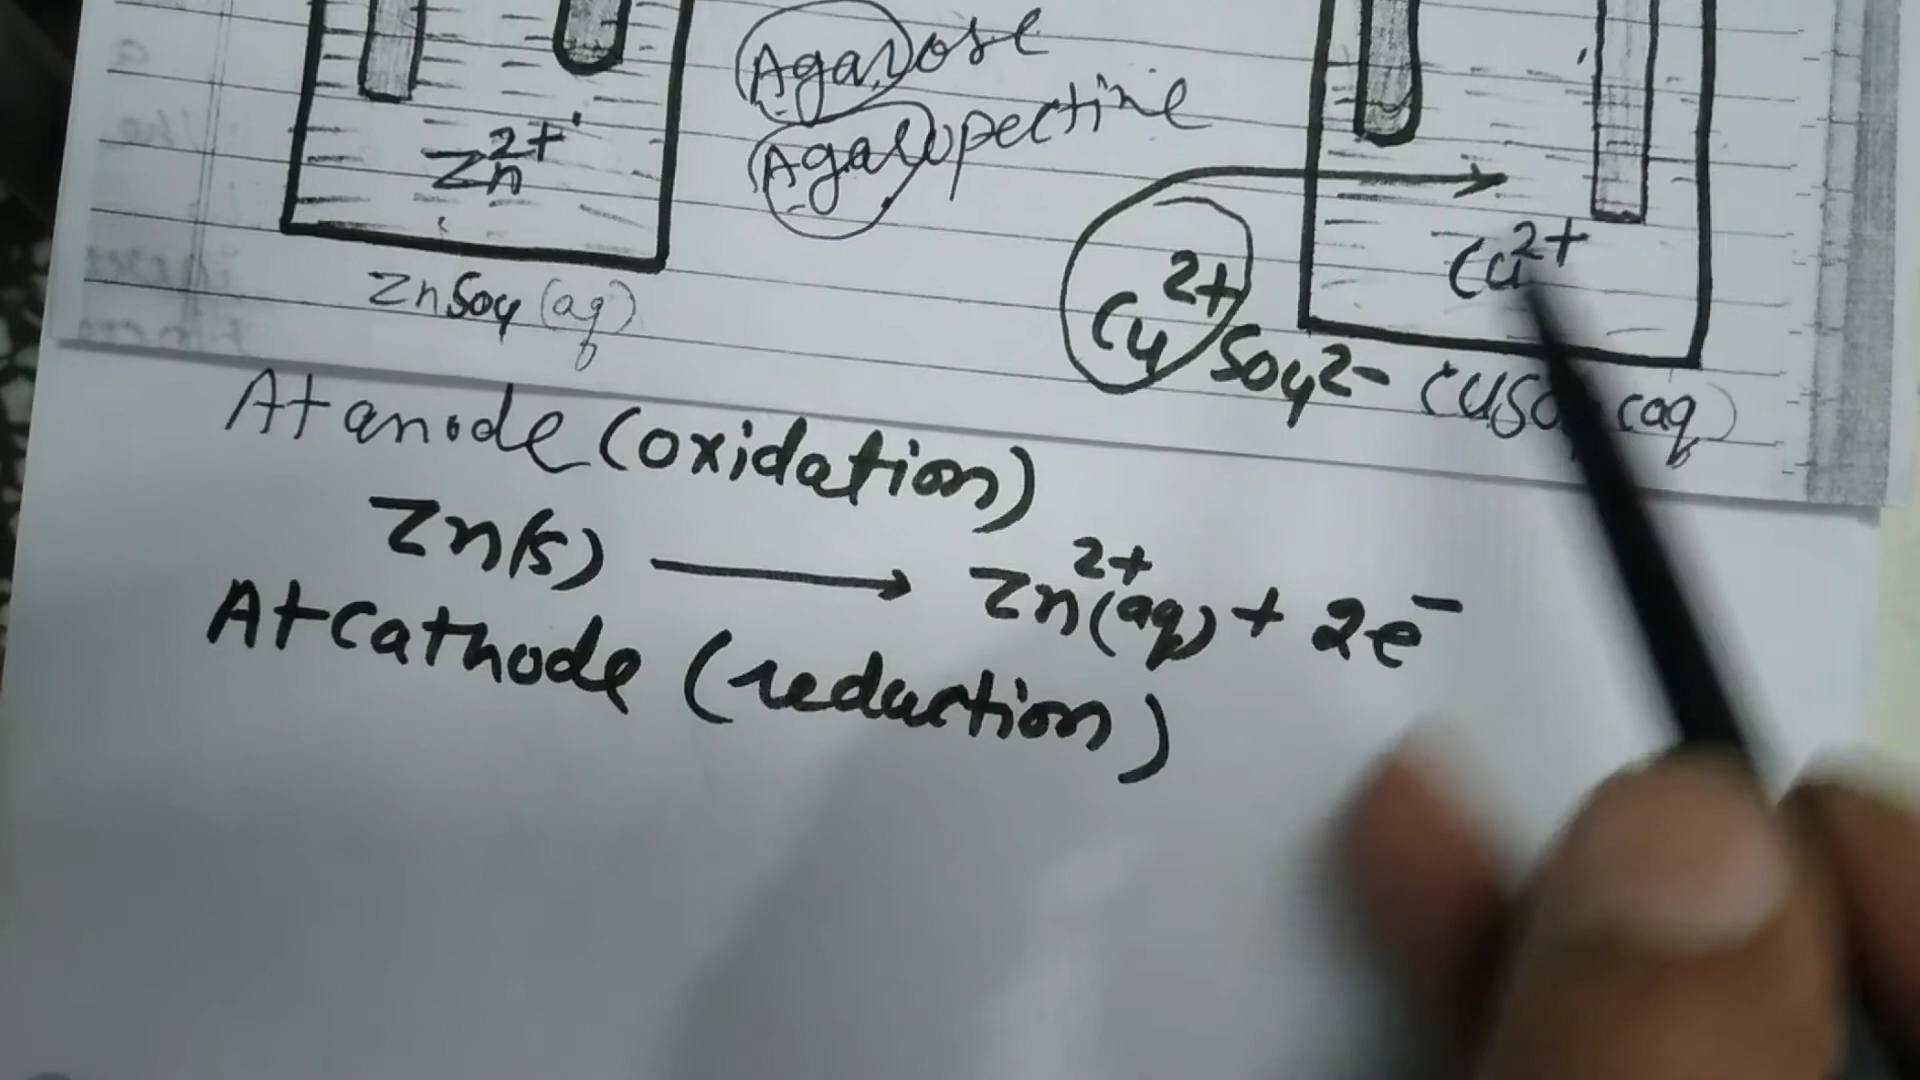 Agarose
Agaropectine
Zn2+
Cu2+
ZnSo4 (aq)
Cu2+ So42- CuSo4 (aq)
At anode (oxidation)
Zn(s) ⟶ Zn2+(aq) + 2e-
At Cathode (reduction)